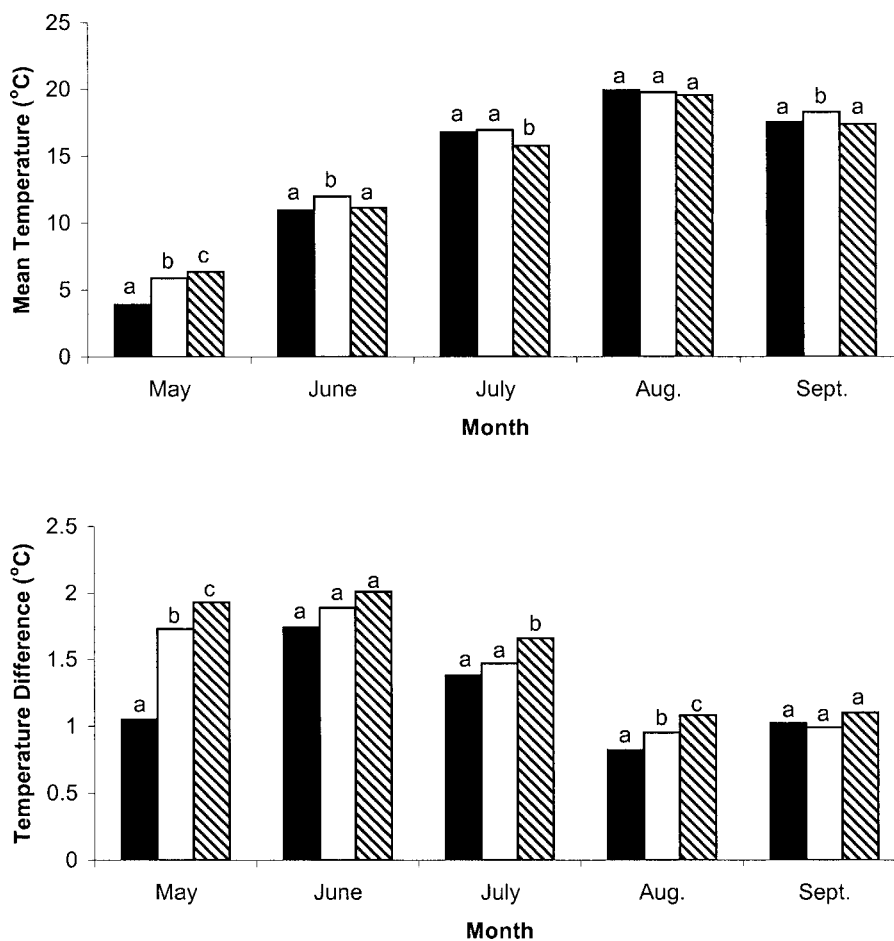 25
20
15
10
5
0
Mean Temperature (°C)
a b c
a b a
a a b
a a a
a b a
May June July Aug. Sept.
Month
2.5
2
1.5
1
0.5
0
Temperature Difference (°C)
a b c
a a a
a a b
a b c
a a a
May June July Aug. Sept.
Month